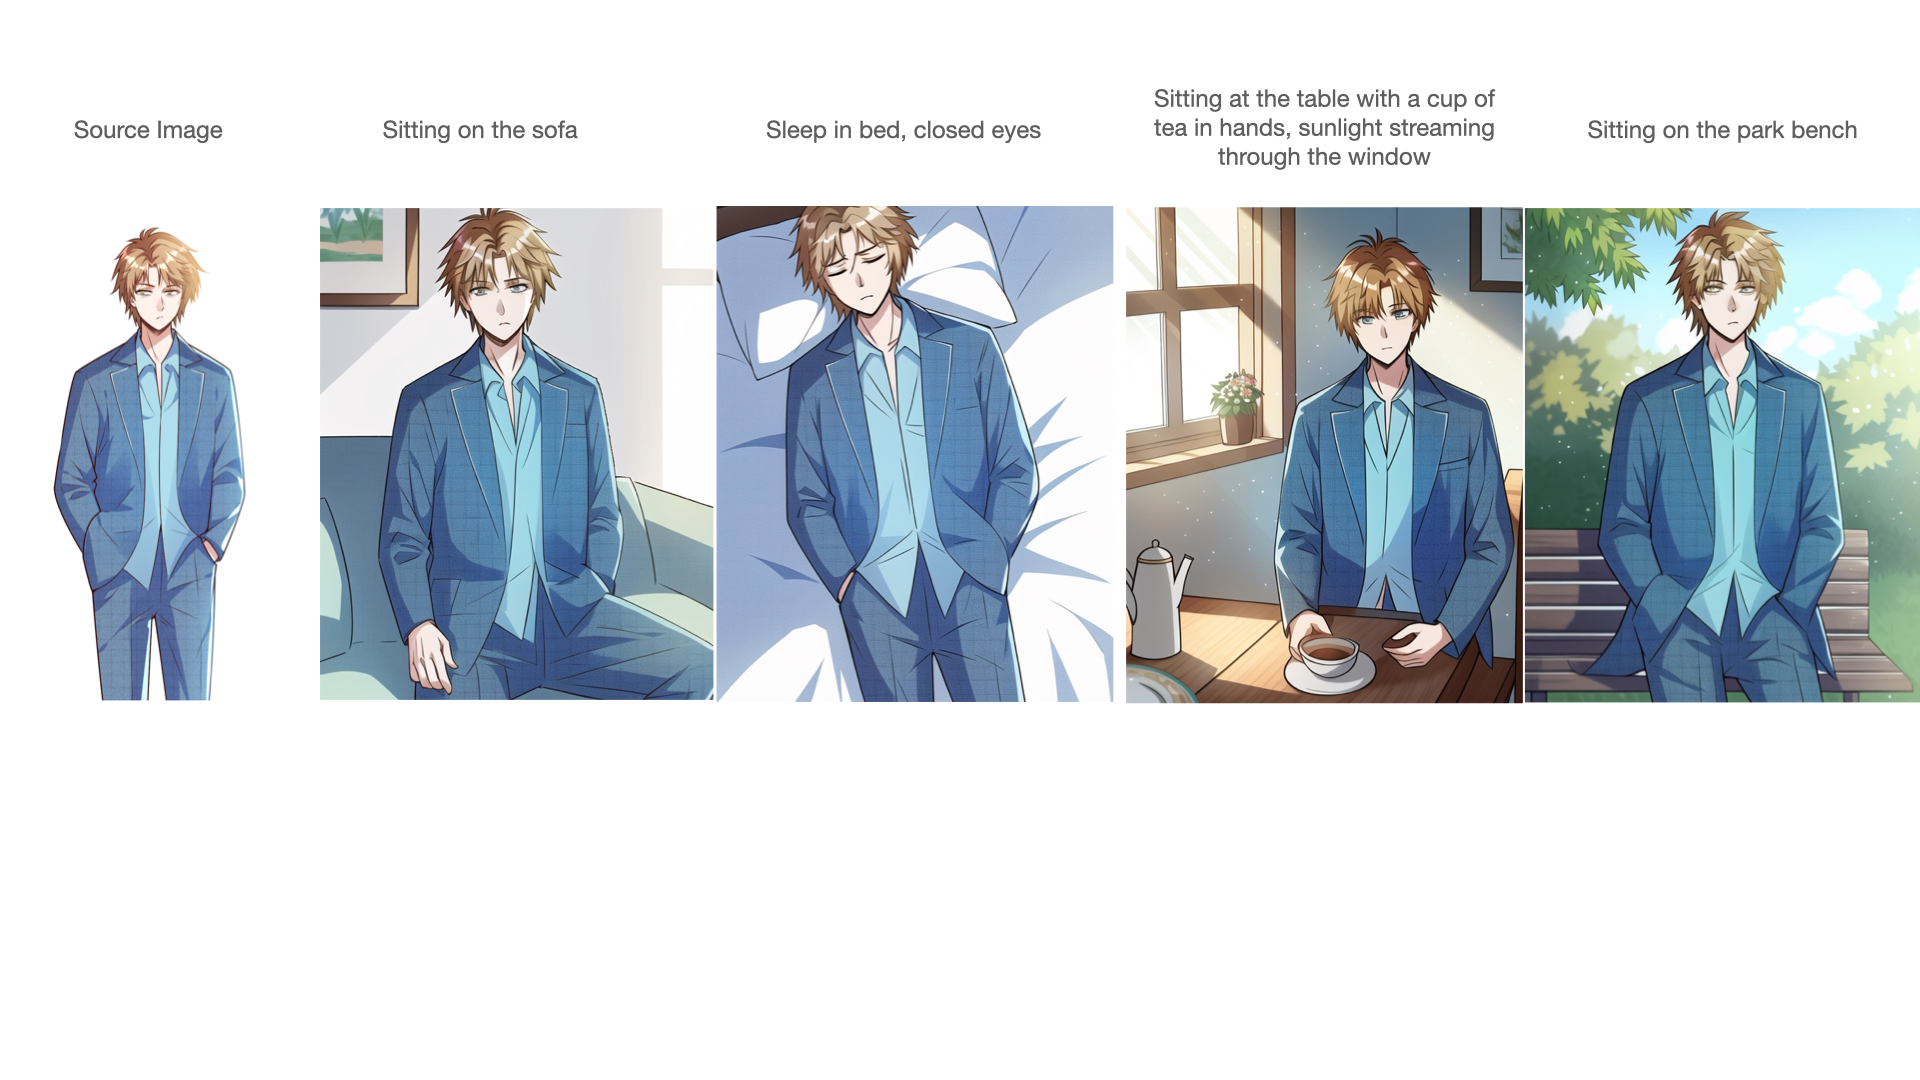 Source Image
Sitting on the sofa
Sleep in bed, closed eyes
Sitting at the table with a cup of
tea in hands, sunlight streaming
through the window
Sitting on the park bench